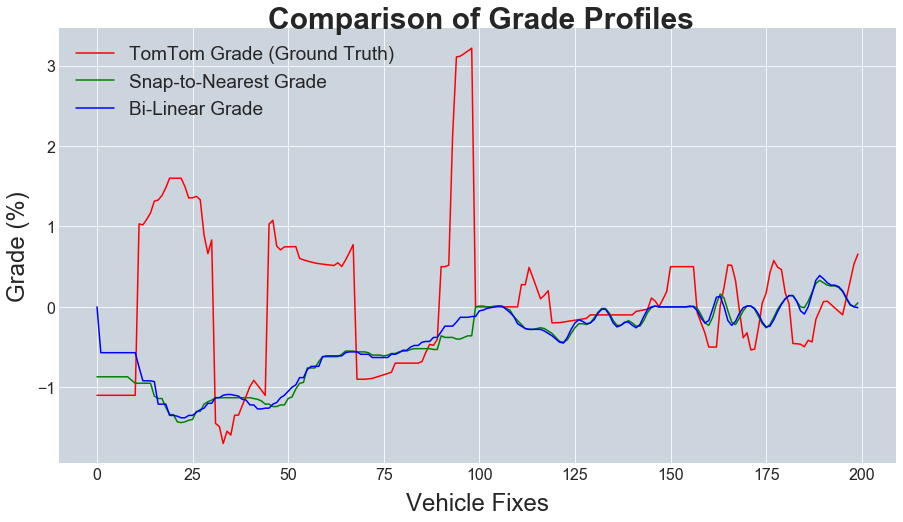 Comparison of Grade Profiles
TomTom Grade (Ground Truth)
Snap-to-Nearest Grade
Bi-Linear Grade
Grade (%)
3
2
1
0
−1
0 25 50 75 100 125 150 175 200
Vehicle Fixes